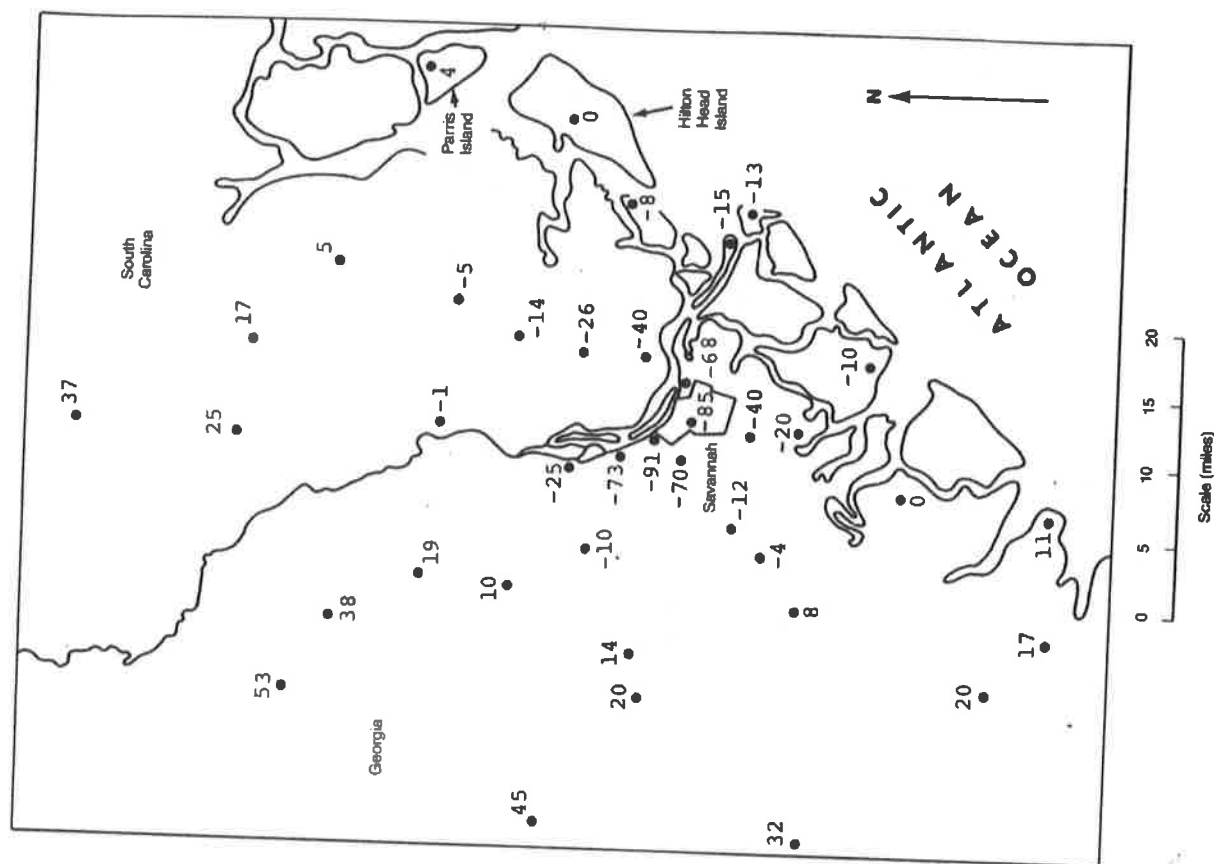 37
South
Carolina
17
25
5
4
Parris
Island
-1
-5
53
38
19
0
Hilton
Head
Island
Georgia
10
-14
-26
-8
-25
-10
-40
-15
-13
-73
-91
-68
-85
-70
Savannah
14
20
45
-12
-40
-4
-20
-10
N
ATLANTIC
OCEAN
8
32
0
20
17
11
0 5 10 15 20
Scale (miles)